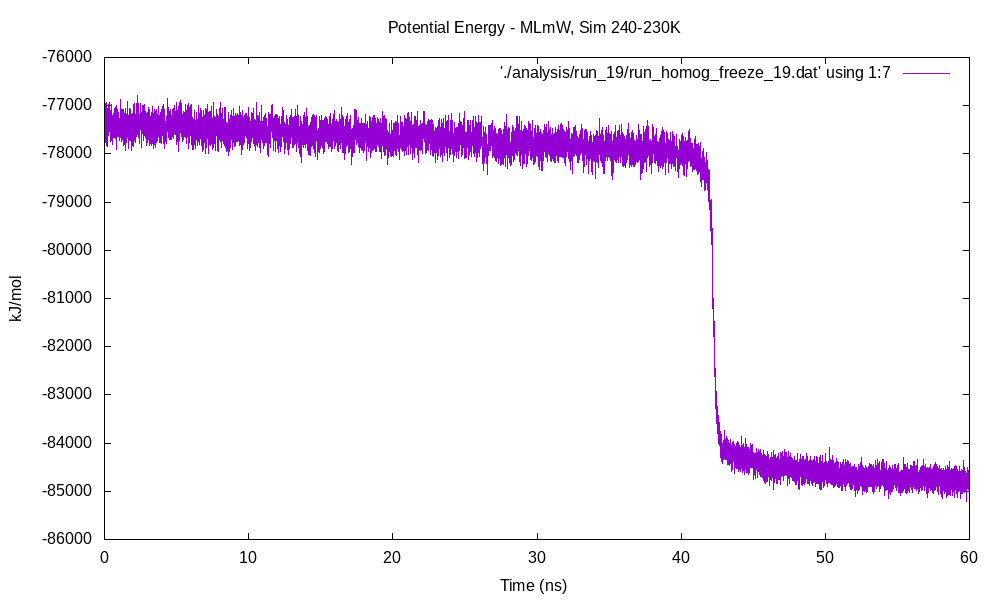 Potential Energy - MLmW, Sim 240-230K
'./analysis/run_19/run_homog_freeze_19.dat' using 1:7
kJ/mol
-76000
-77000
-78000
-79000
-80000
-81000
-82000
-83000
-84000
-85000
-86000
0 10 20 30 40 50 60
Time (ns)